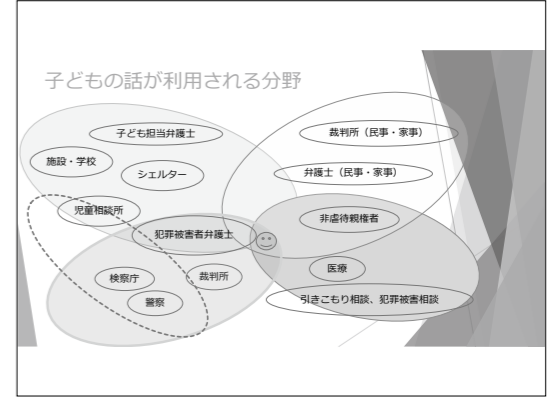 子どもの話が利用される分野
子ども担当弁護士
裁判所（民事・家事）
施設・学校
シェルター
弁護士（民事・家事）
児童相談所
犯罪被害者弁護士
非虐待親権者
検察庁
裁判所
医療
警察
引きこもり相談、犯罪被害相談